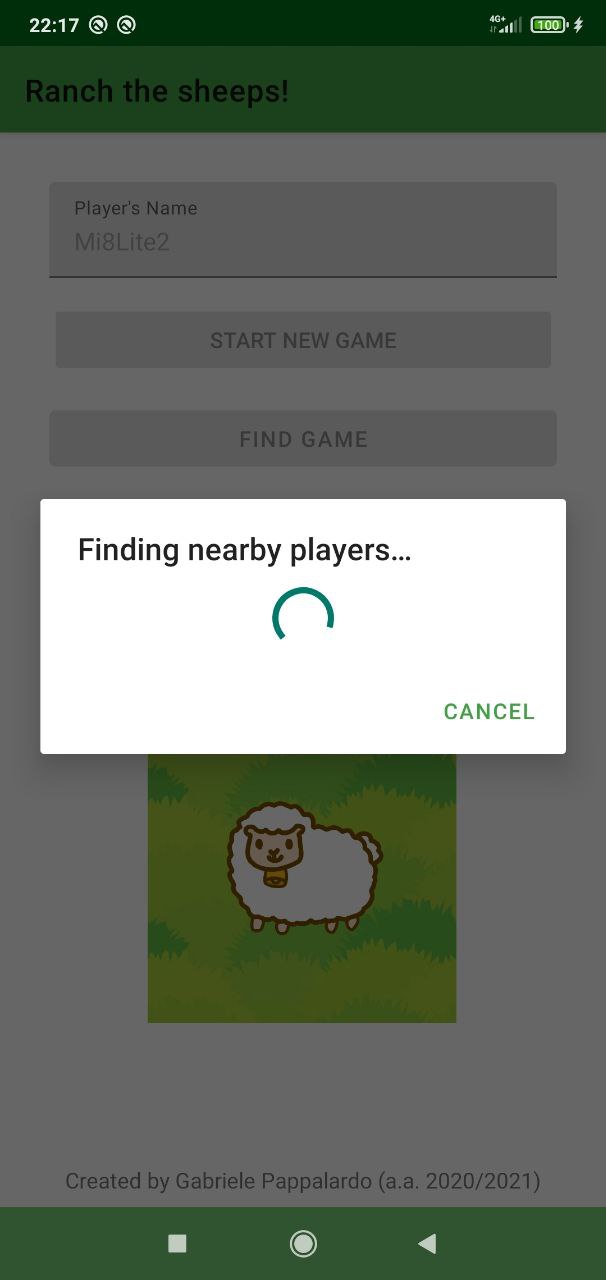 22:17
4G+
100
Ranch the sheeps!
Player's Name
Mi8Lite2
START NEW GAME
FIND GAME
Finding nearby players...
CANCEL
Created by Gabriele Pappalardo (a.a. 2020/2021)